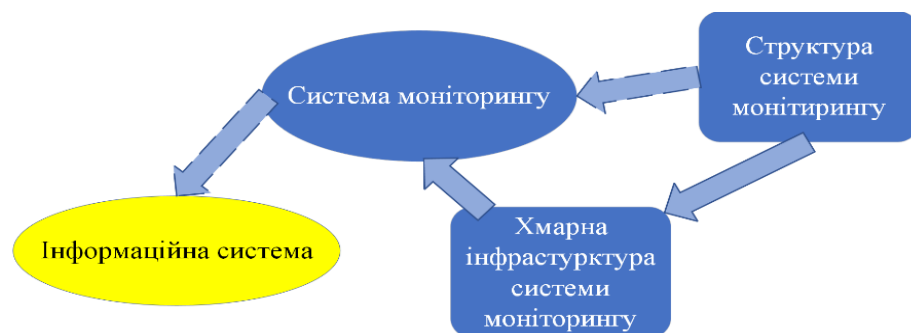 Структура
системи
монітирингу
Система моніторингу
Хмарна
інфрастурктура
системи
моніторингу
Інформаційна система